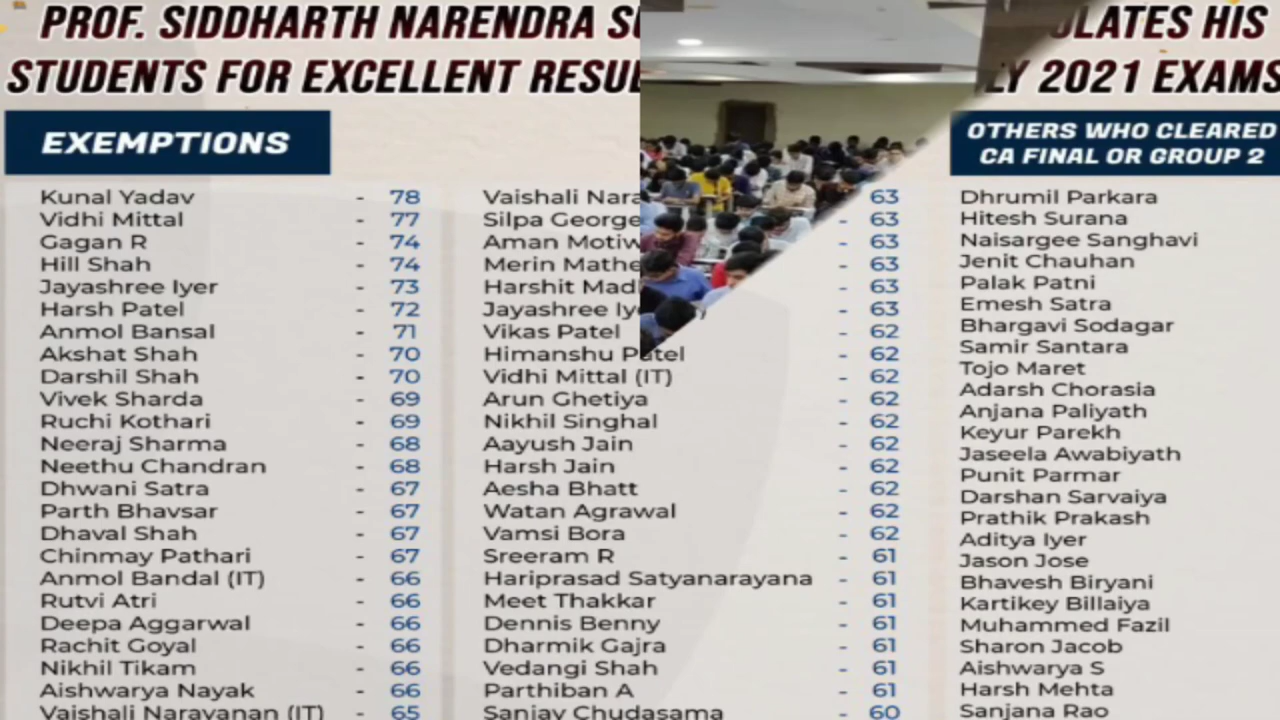 PROF. SIDDHARTH NARENDRA
STUDENTS FOR EXCELLENT
HIS
2021 EXAMS
EXEMPTIONS
Kunal Yadav - 78
Vidhi Mittal - 77
Gagan R - 74
Hill Shah - 74
Jayashree Iyer - 73
Harsh Patel - 72
Anmol Bansal - 71
Akshat Shah - 70
Darshil Shah - 70
Vivek Sharda - 69
Ruchi Kothari - 69
Neeraj Sharma - 68
Neethu Chandran - 68
Dhwani Satra - 67
Parth Bhavsar - 67
Dhaval Shah - 67
Chinmay Pathari - 67
Anmol Bandal (IT) - 66
Rutvi Atri - 66
Deepa Aggarwal - 66
Rachit Goyal - 66
Nikhil Tikam - 66
Aishwarya Nayak - 66
Vaishali Narayanan (IT) - 65
Vaishali 63
Silpa George - 63
Aman - 63
Merin - 63
Harshit - 63
Jayashree - 63
Vikas Patel - 62
Himanshu Patel - 62
Vidhi Mittal (IT) - 62
Arun Ghetiya - 62
Nikhil Singhal - 62
Aayush Jain - 62
Harsh Jain - 62
Aesha Bhatt - 62
Watan Agrawal - 62
Vamsi Bora - 62
Sreeram R - 61
Hariprasad Satyanarayana - 61
Meet Thakkar - 61
Dennis Benny - 61
Dharmik Gajra - 61
Vedangi Shah - 61
Parthiban A - 61
Sanjay Chudasama - 60
OTHERS WHO CLEARED
CA FINAL OR GROUP 2
Dhrumil Parkara
Hitesh Surana
Naisargee Sanghavi
Jenit Chauhan
Palak Patni
Emesh Satra
Bhargavi Sodagar
Samir Santara
Tojo Maret
Adarsh Chorasia
Anjana Paliyath
Keyur Parekh
Jaseela Awabiyath
Punit Parmar
Darshan Sarvaiya
Prathik Prakash
Aditya Iyer
Jason Jose
Bhavesh Biryani
Kartikey Billaiya
Muhammed Fazil
Sharon Jacob
Aishwarya S
Harsh Mehta
Sanjana Rao